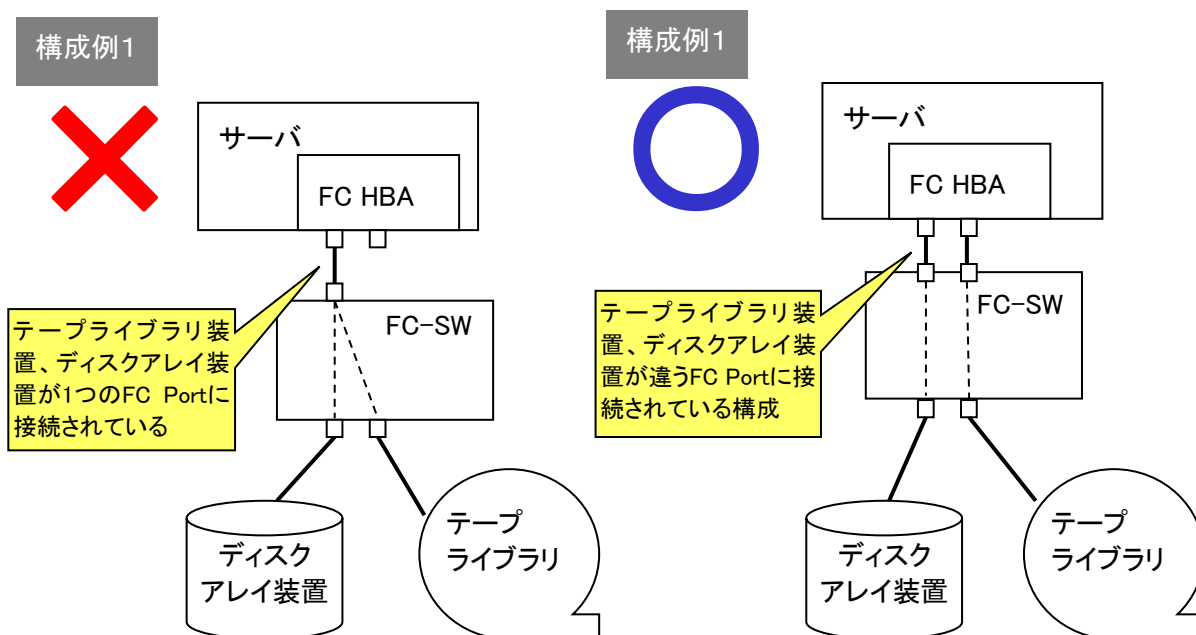 構成例1
サーバ
FC HBA
テープライブラリ装
置、ディスクアレイ装
置が1つのFC Portに
接続されている
FC-SW
ディスク
アレイ装置
テープ
ライブラリ
構成例1
サーバ
FC HBA
テープライブラリ装
置、ディスクアレイ装
置が違うFC Portに接
続されている構成
FC-SW
ディスク
アレイ装置
テープ
ライブラリ